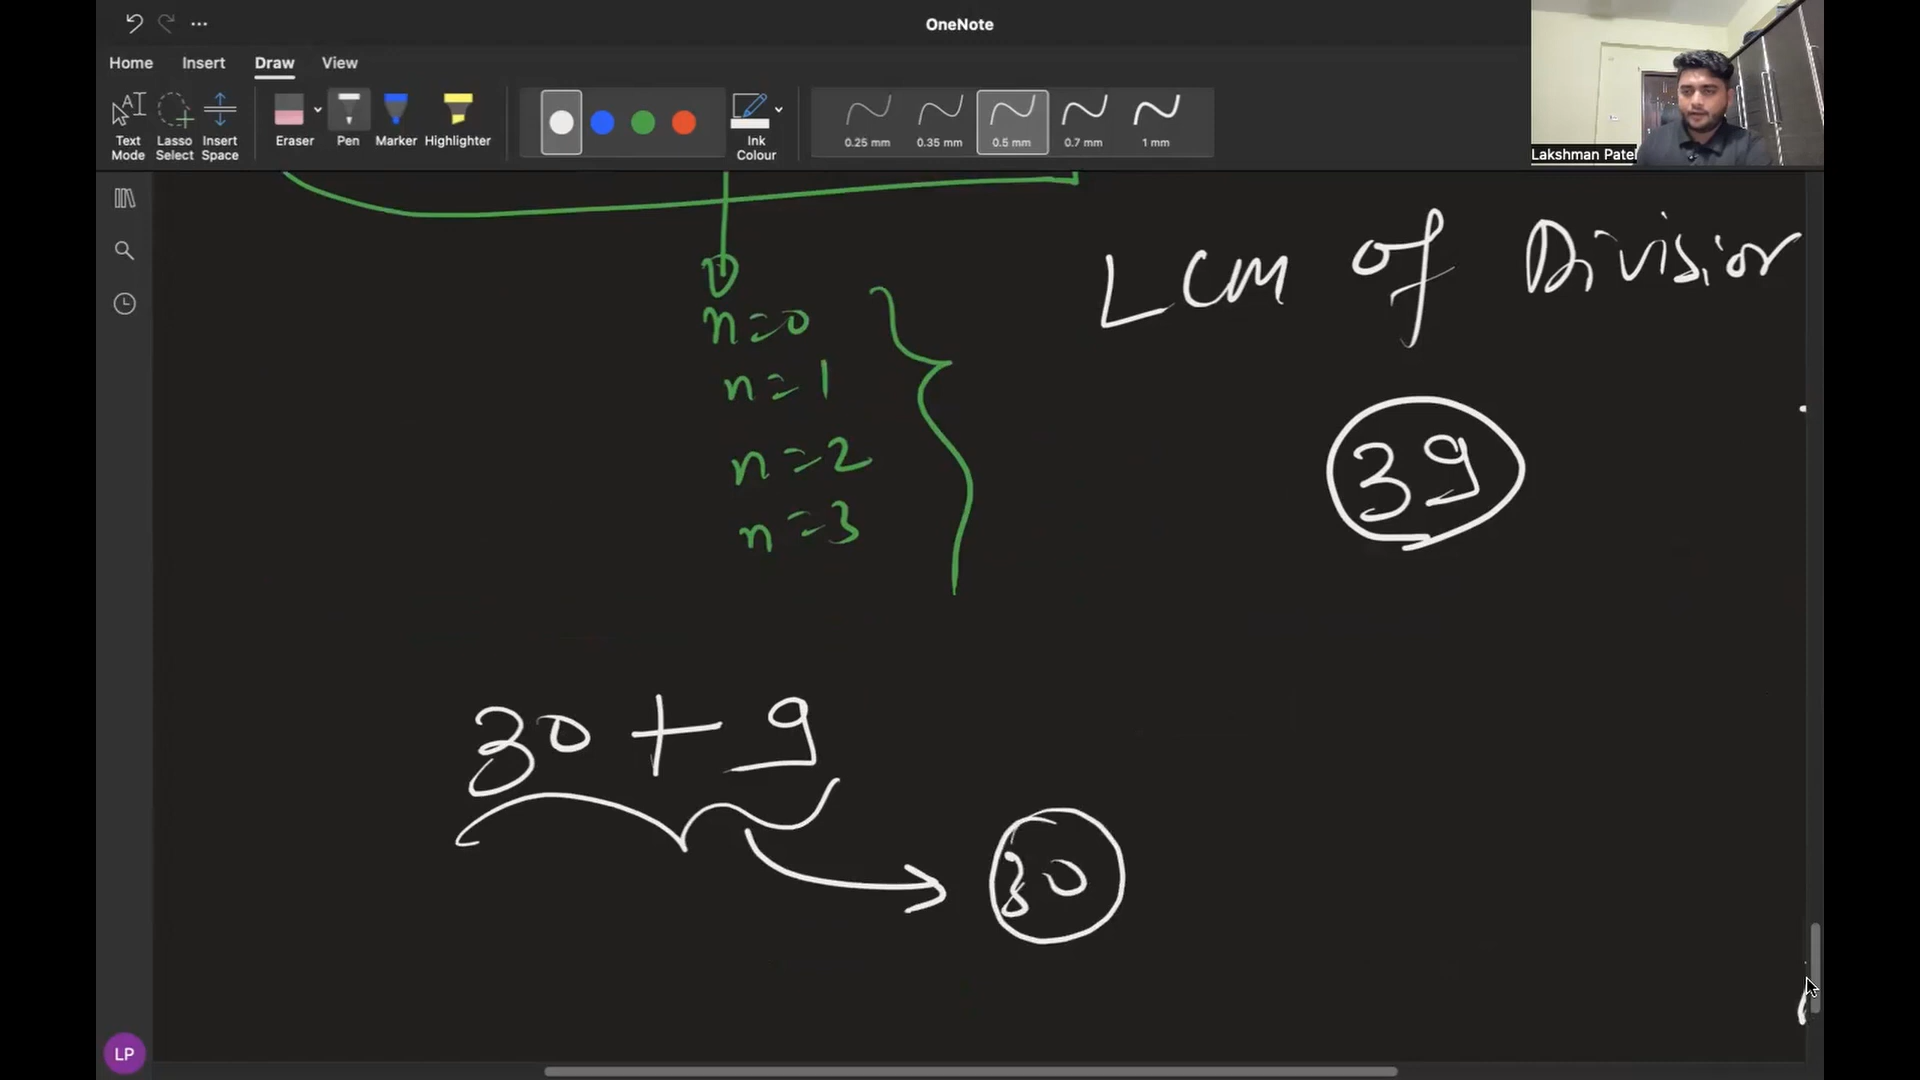 OneNote
Home Insert Draw View
Text Mode
Lasso Select
Insert Space
Eraser
Pen
Marker
Highlighter
Ink Colour
0.25 mm
0.35 mm
0.5 mm
0.7 mm
1 mm
Lakshman Patel
LCM of Divisior
n=0
n=1
n=2
n=3
39
30 + 9
30
LP